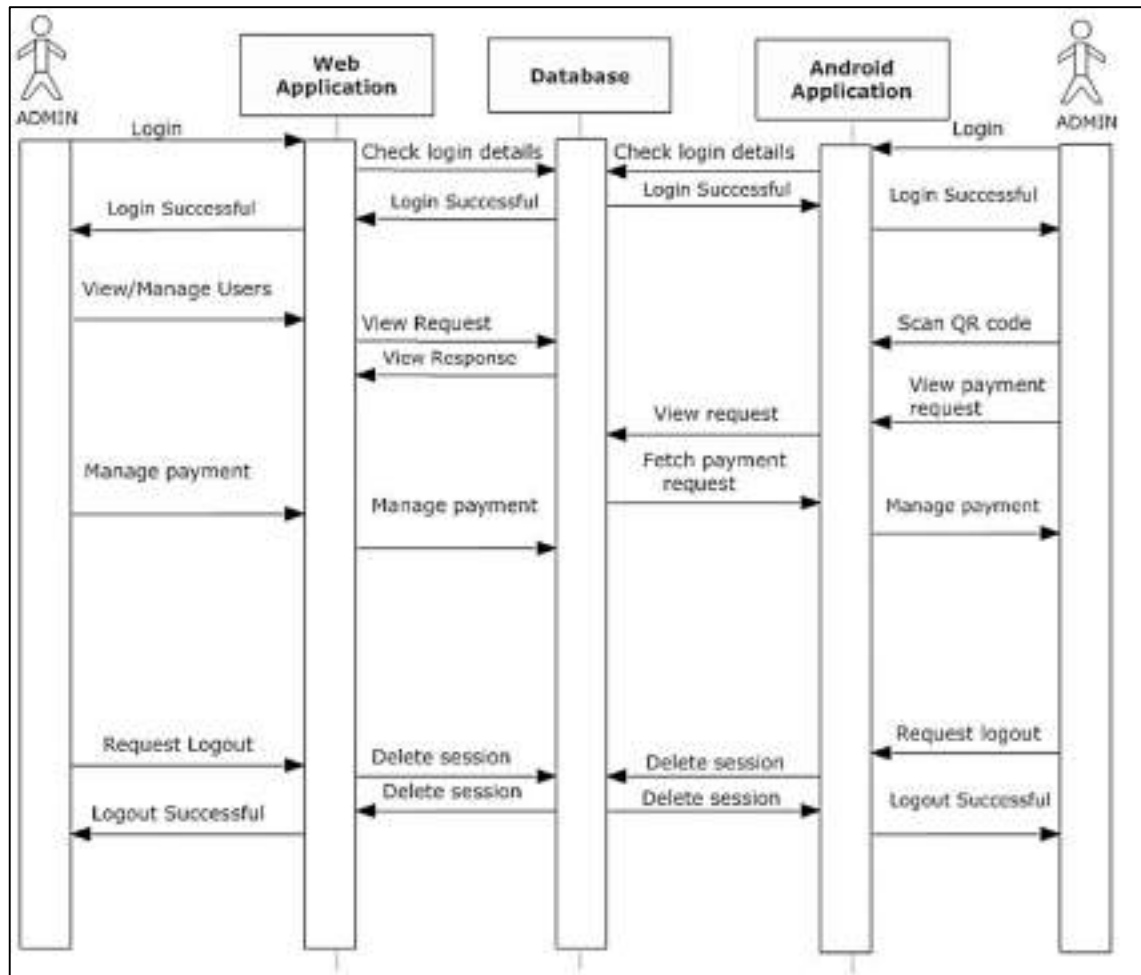 Web
Application
Database
Android
Application
ADMIN
ADMIN
Login
Login
Check login details
Check login details
Login Successful
Login Successful
Login Successful
Login Successful
View/Manage Users
View Request
Scan QR code
View Response
View payment
request
View request
Manage payment
Fetch payment
request
Manage payment
Manage payment
Request Logout
Request logout
Delete session
Delete session
Delete session
Delete session
Logout Successful
Logout Successful